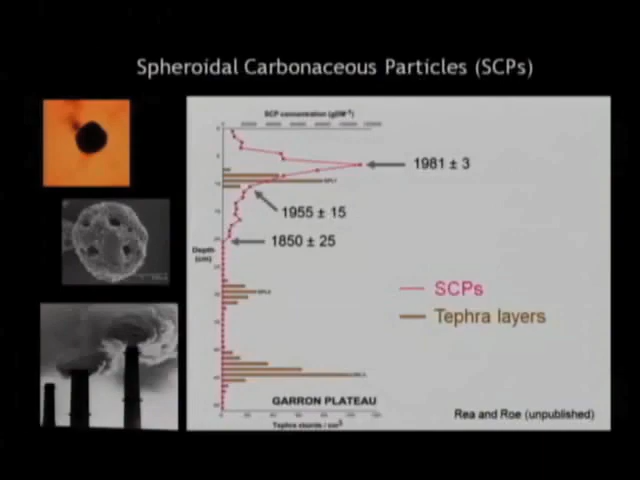 Spheroidal Carbonaceous Particles (SCPs)
SCP concentration (gDW⁻¹)
1981 ± 3
1955 ± 15
1850 ± 25
Depth
(cm)
SCPs
Tephra layers
GARRON PLATEAU
Tephra shards / cm³
Rea and Roe (unpublished)